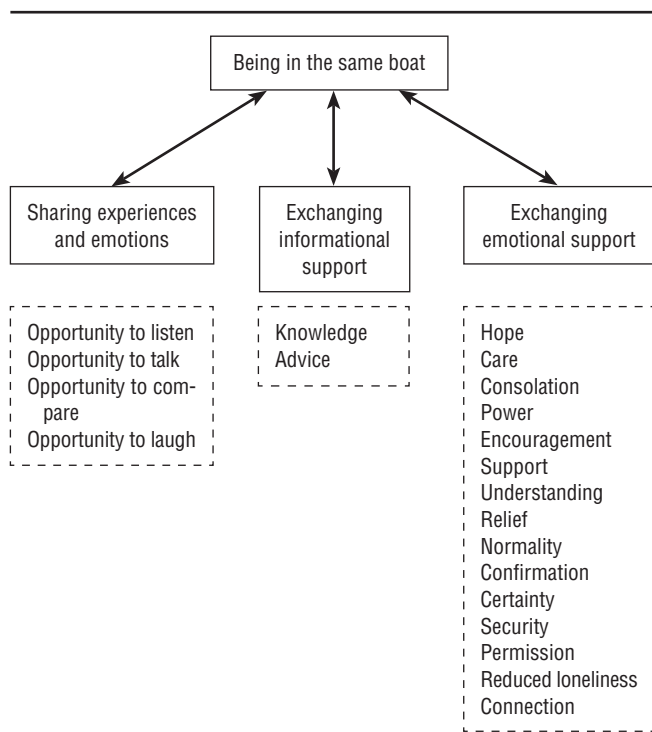 Being in the same boat
Sharing experiences
and emotions
Exchanging
informational
support
Exchanging
emotional support
Opportunity to listen
Opportunity to talk
Opportunity to com-
pare
Opportunity to laugh
Knowledge
Advice
Hope
Care
Consolation
Power
Encouragement
Support
Understanding
Relief
Normality
Confirmation
Certainty
Security
Permission
Reduced loneliness
Connection